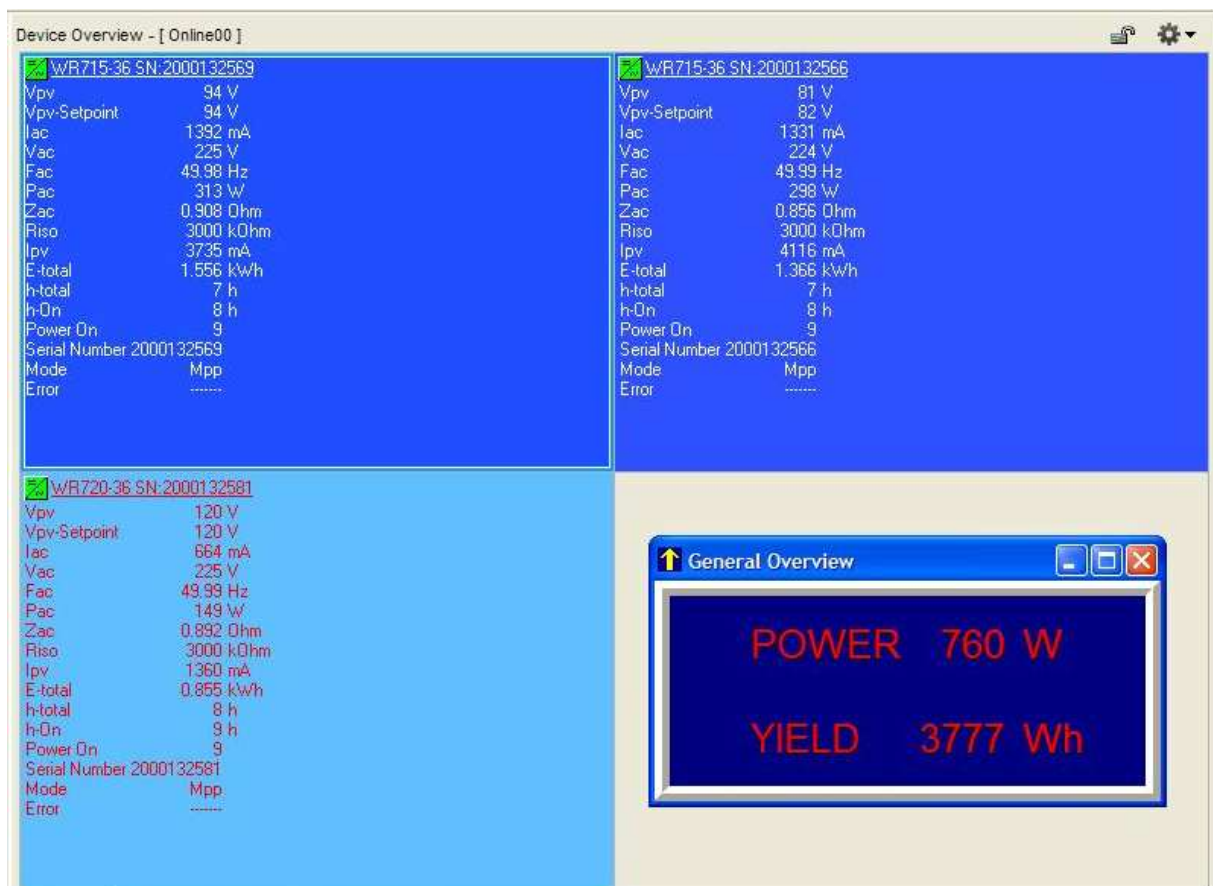 Device Overview - [ Online00 ]
WR715-36 SN:2000132569
Vpv 94 V
Vpv-Setpoint 94 V
Iac 1392 mA
Vac 225 V
Fac 49.98 Hz
Pac 313 W
Zac 0.908 Ohm
Riso 3000 kOhm
Ipv 3735 mA
E-total 1.556 kWh
h-total 7 h
h-On 8 h
Power On 9
Serial Number 2000132569
Mode Mpp
Error -------
WR715-36 SN:2000132566
Vpv 81 V
Vpv-Setpoint 82 V
Iac 1331 mA
Vac 224 V
Fac 49.99 Hz
Pac 298 W
Zac 0.856 Ohm
Riso 3000 kOhm
Ipv 4116 mA
E-total 1.366 kWh
h-total 7 h
h-On 8 h
Power On 9
Serial Number 2000132566
Mode Mpp
Error -------
WR720-36 SN:2000132581
Vpv 120 V
Vpv-Setpoint 120 V
Iac 664 mA
Vac 225 V
Fac 49.99 Hz
Pac 149 W
Zac 0.892 Ohm
Riso 3000 kOhm
Ipv 1360 mA
E-total 0.855 kWh
h-total 8 h
h-On 9 h
Power On 9
Serial Number 2000132581
Mode Mpp
Error -------
General Overview
POWER 760 W
YIELD 3777 Wh